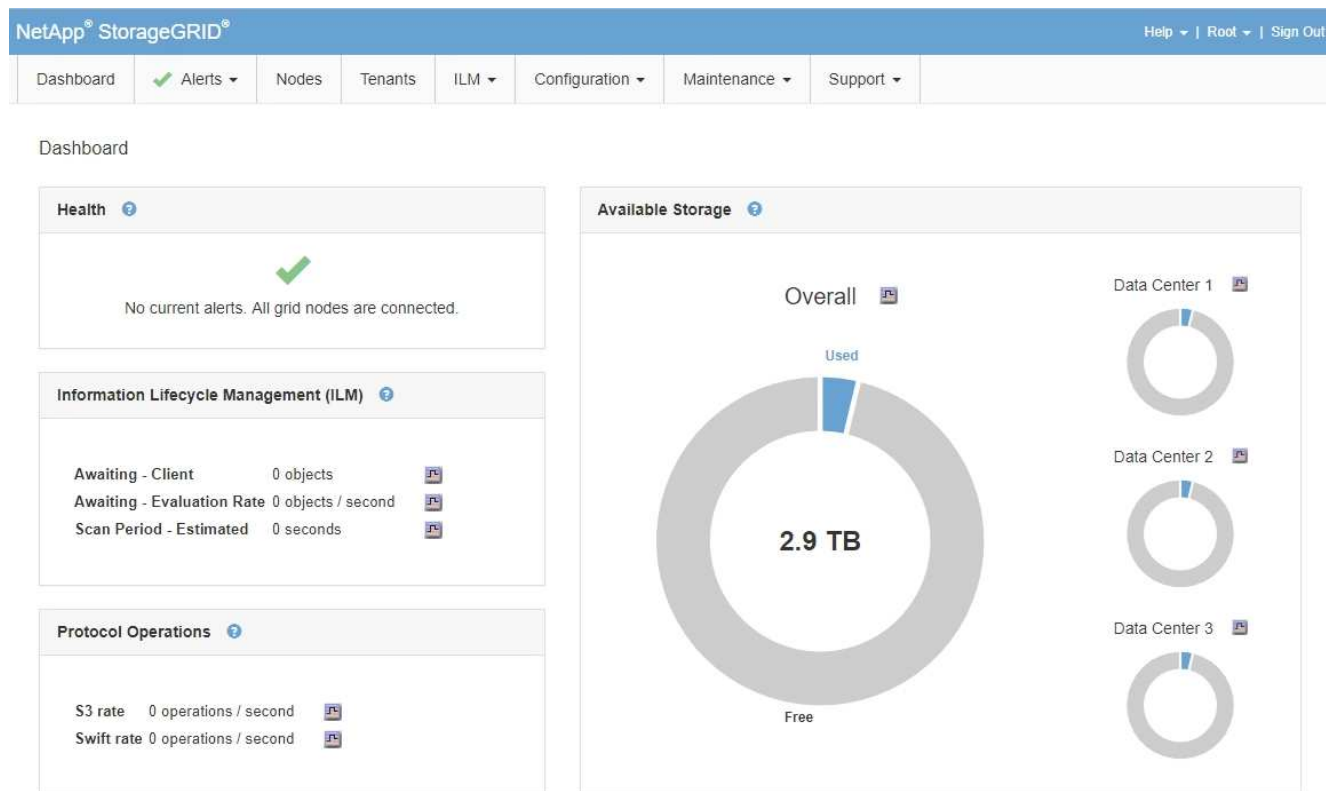 NetApp® StorageGRID®
Help | Root | Sign Out
Dashboard Alerts Nodes Tenants ILM Configuration Maintenance Support
Dashboard
Health
No current alerts. All grid nodes are connected.
Information Lifecycle Management (ILM)
Awaiting - Client 0 objects
Awaiting - Evaluation Rate 0 objects / second
Scan Period - Estimated 0 seconds
Protocol Operations
S3 rate 0 operations / second
Swift rate 0 operations / second
Available Storage
Overall
Used
2.9 TB
Free
Data Center 1
Data Center 2
Data Center 3